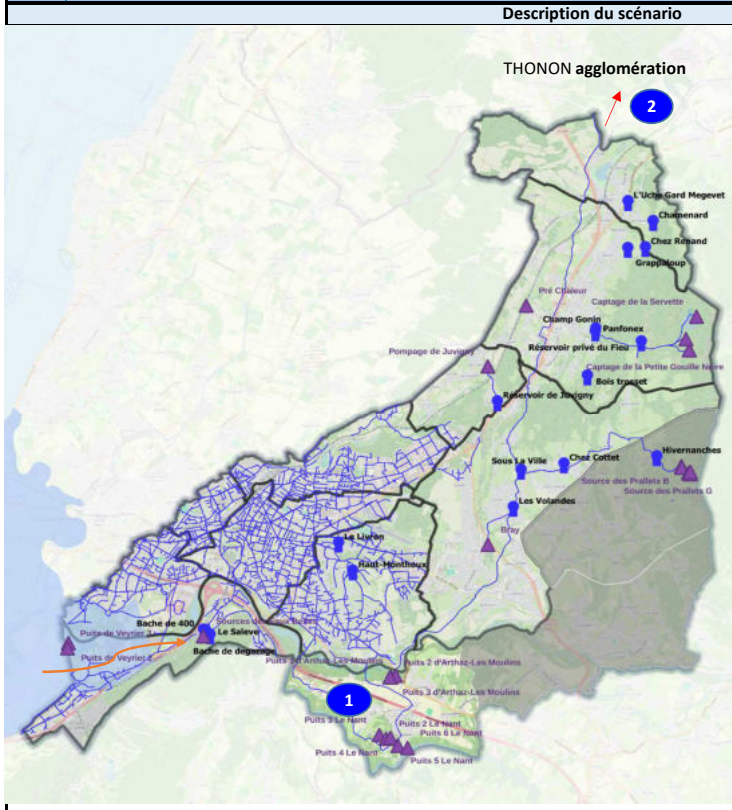 Description du scénario
THONON agglomération
2
L'Uche Gard Megevet
Chamenard
Chez Renand
Grappaloup
Pré Chaleur
Captage de la Servette
Champ Gonin
Panfonex
Réservoir privé du Fieu
Pompage de Juvigny
Captage de la Petite Gouille Noire
Bois trosset
Réservoir de Juvigny
Sous La Ville
Chez Cottet
Hivernanches
Source des Prallets B
Source des Prallets G
Les Volandes
Bray
Le Livron
Haut-Monthoux
Bache de 400
Le Saleve
Bache de degazage
Puits de Veyrier
Puits de Veyrier 2
Puits 2 d'Arthaz-Les Moulins
Puits 3 d'Arthaz-Les Moulins
1
Puits 3 Le Nant
Puits 2 Le Nant
Puits 6 Le Nant
Puits 4 Le Nant
Puits 5 Le Nant